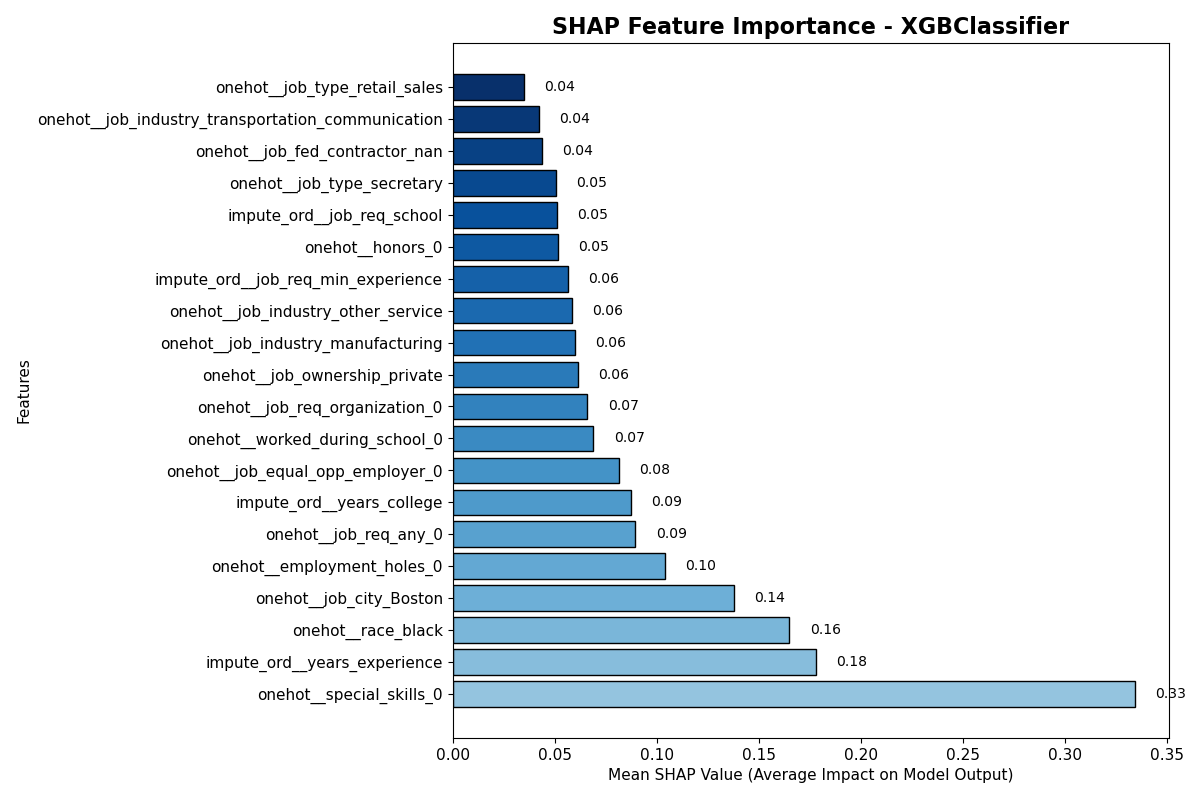 SHAP Feature Importance - XGBClassifier
onehot__job_type_retail_sales 0.04
onehot__job_industry_transportation_communication 0.04
onehot__job_fed_contractor_nan 0.04
onehot__job_type_secretary 0.05
impute_ord__job_req_school 0.05
onehot__honors_0 0.05
impute_ord__job_req_min_experience 0.06
onehot__job_industry_other_service 0.06
onehot__job_industry_manufacturing 0.06
onehot__job_ownership_private 0.06
onehot__job_req_organization_0 0.07
onehot__worked_during_school_0 0.07
onehot__job_equal_opp_employer_0 0.08
impute_ord__years_college 0.09
onehot__job_req_any_0 0.09
onehot__employment_holes_0 0.10
onehot__job_city_Boston 0.14
onehot__race_black 0.16
impute_ord__years_experience 0.18
onehot__special_skills_0 0.33
Features
0.00 0.05 0.10 0.15 0.20 0.25 0.30 0.35
Mean SHAP Value (Average Impact on Model Output)